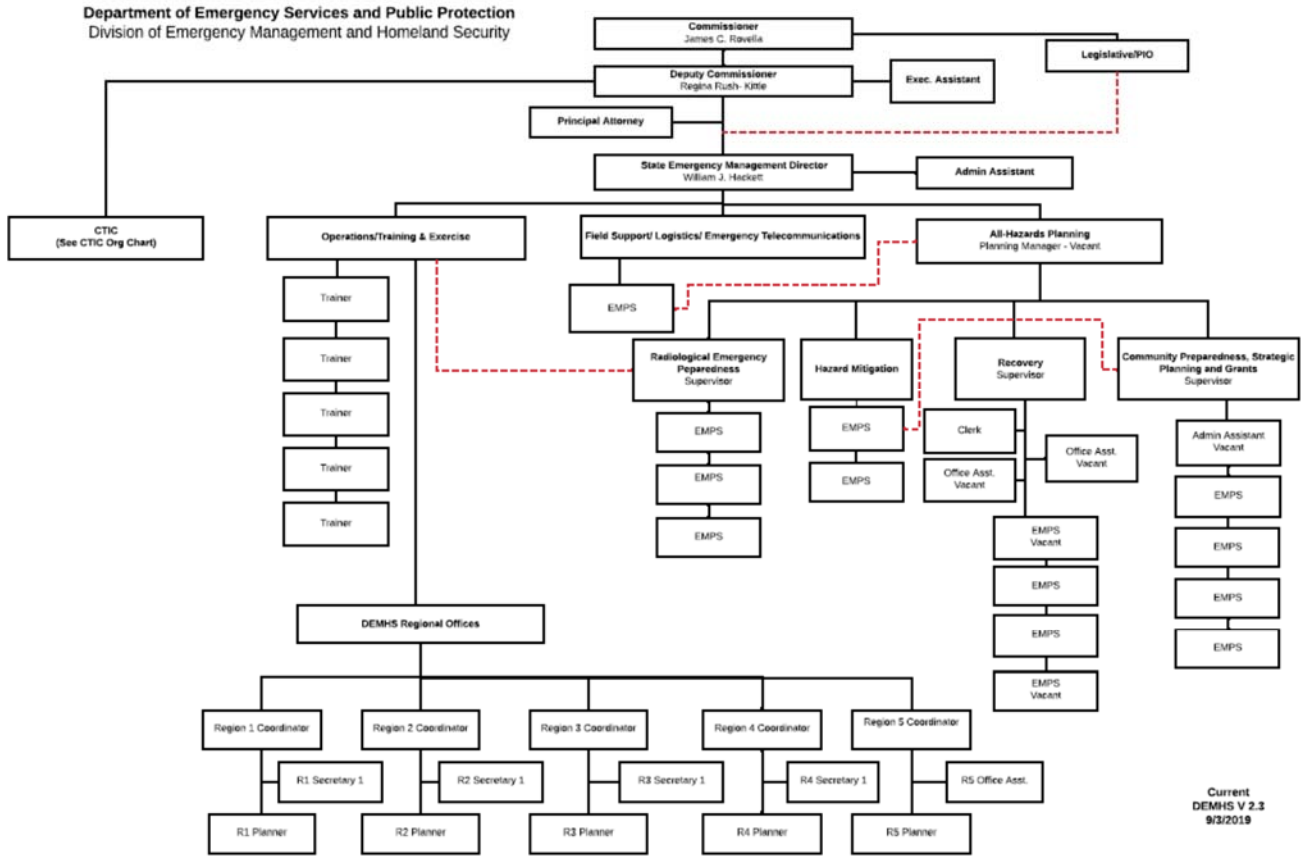 Department of Emergency Services and Public Protection
Division of Emergency Management and Homeland Security
Commissioner
James C. Rovella
Legislative/PIO
Deputy Commissioner
Regina Rush- Kittle
Exec. Assistant
Principal Attorney
State Emergency Management Director
William J. Hackett
Admin Assistant
CTIC
(See CTIC Org Chart)
Operations/Training & Exercise
Field Support/ Logistics/ Emergency Telecommunications
All-Hazards Planning
Planning Manager - Vacant
Trainer
Trainer
Trainer
Trainer
Trainer
EMPS
Radiological Emergency
Peparedness
Supervisor
EMPS
EMPS
EMPS
Hazard Mitigation
EMPS
EMPS
Recovery
Supervisor
Clerk
Office Asst.
Vacant
Office Asst.
Vacant
EMPS
Vacant
EMPS
EMPS
EMPS
Vacant
Community Preparedness, Strategic
Planning and Grants
Supervisor
Admin Assistant
Vacant
EMPS
EMPS
EMPS
EMPS
DEMHS Regional Offices
Region 1 Coordinator
Region 2 Coordinator
Region 3 Coordinator
Region 4 Coordinator
Region 5 Coordinator
R1 Secretary 1
R2 Secretary 1
R3 Secretary 1
R4 Secretary 1
R5 Office Asst.
R1 Planner
R2 Planner
R3 Planner
R4 Planner
R5 Planner
Current
DEMHS V 2.3
9/3/2019